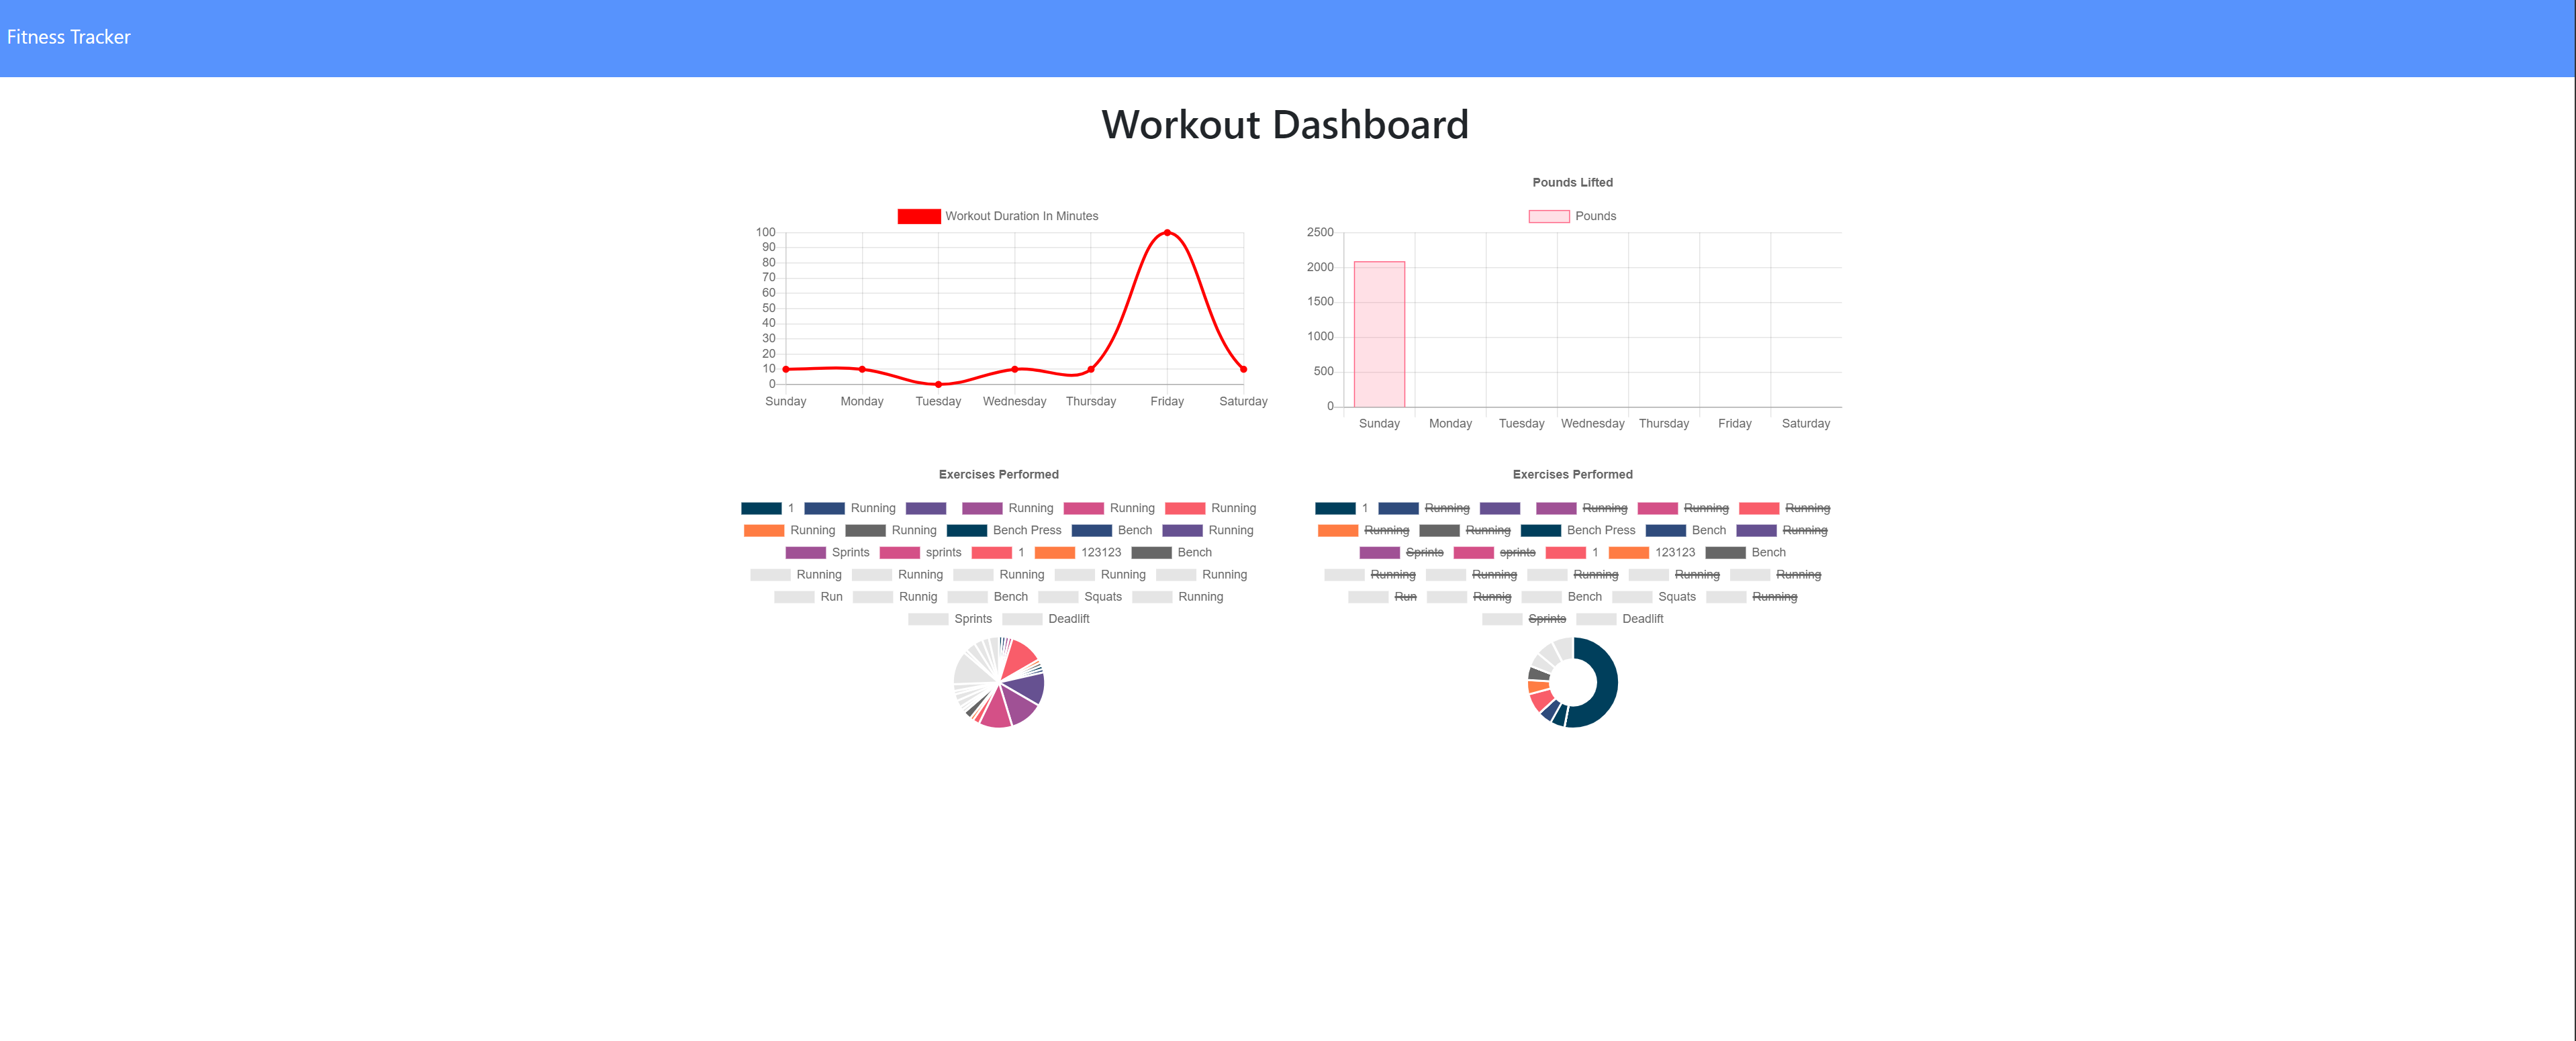 Fitness Tracker
Workout Dashboard
Workout Duration In Minutes
100
90
80
70
60
50
40
30
20
10
0
Sunday Monday Tuesday Wednesday Thursday Friday Saturday
Pounds Lifted
Pounds
2500
2000
1500
1000
500
0
Sunday Monday Tuesday Wednesday Thursday Friday Saturday
Exercises Performed
1 Running Running Running Running
Running Running Bench Press Bench Running
Sprints sprints 1 123123 Bench
Running Running Running Running Running
Run Runnig Bench Squats Running
Sprints Deadlift
Exercises Performed
1 Running Running Running Running
Running Running Bench Press Bench Running
Sprints sprints 1 123123 Bench
Running Running Running Running Running
Run Runnig Bench Squats Running
Sprints Deadlift